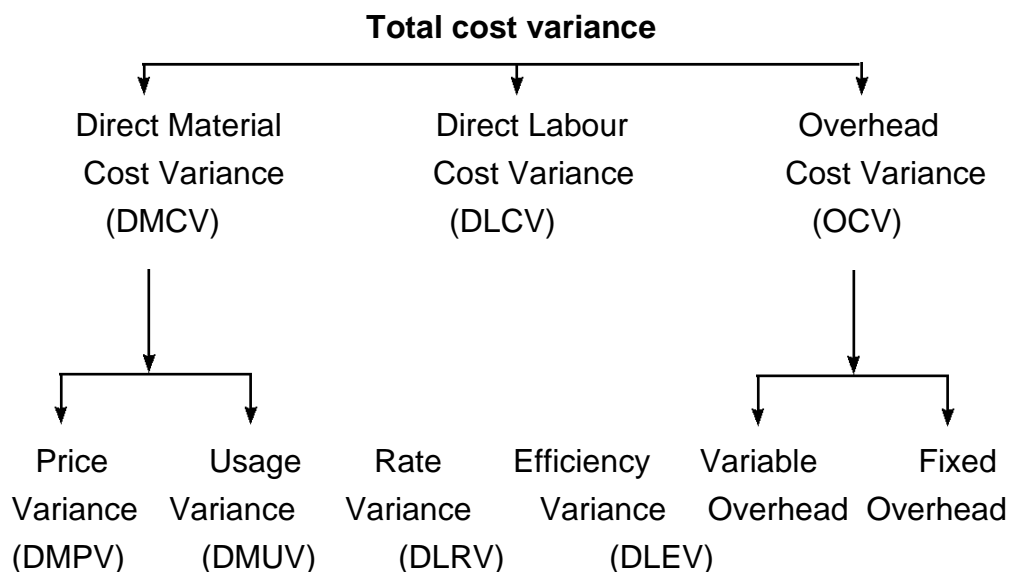 Total cost variance
Direct Material Direct Labour Overhead
Cost Variance Cost Variance Cost Variance
(DMCV) (DLCV) (OCV)
Price Usage Rate Efficiency Variable Fixed
Variance Variance Variance Variance Overhead Overhead
(DMPV) (DMUV) (DLRV) (DLEV)